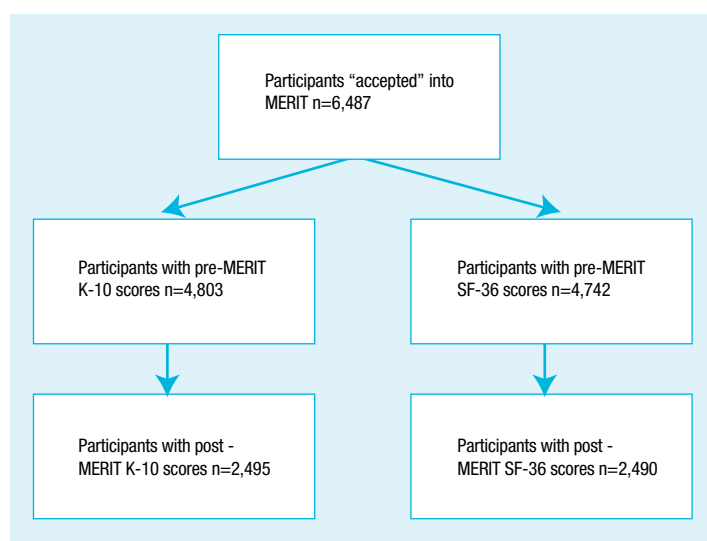 Participants “accepted” into
MERIT n=6,487
Participants with pre-MERIT
K-10 scores n=4,803
Participants with pre-MERIT
SF-36 scores n=4,742
Participants with post -
MERIT K-10 scores n=2,495
Participants with post -
MERIT SF-36 scores n=2,490